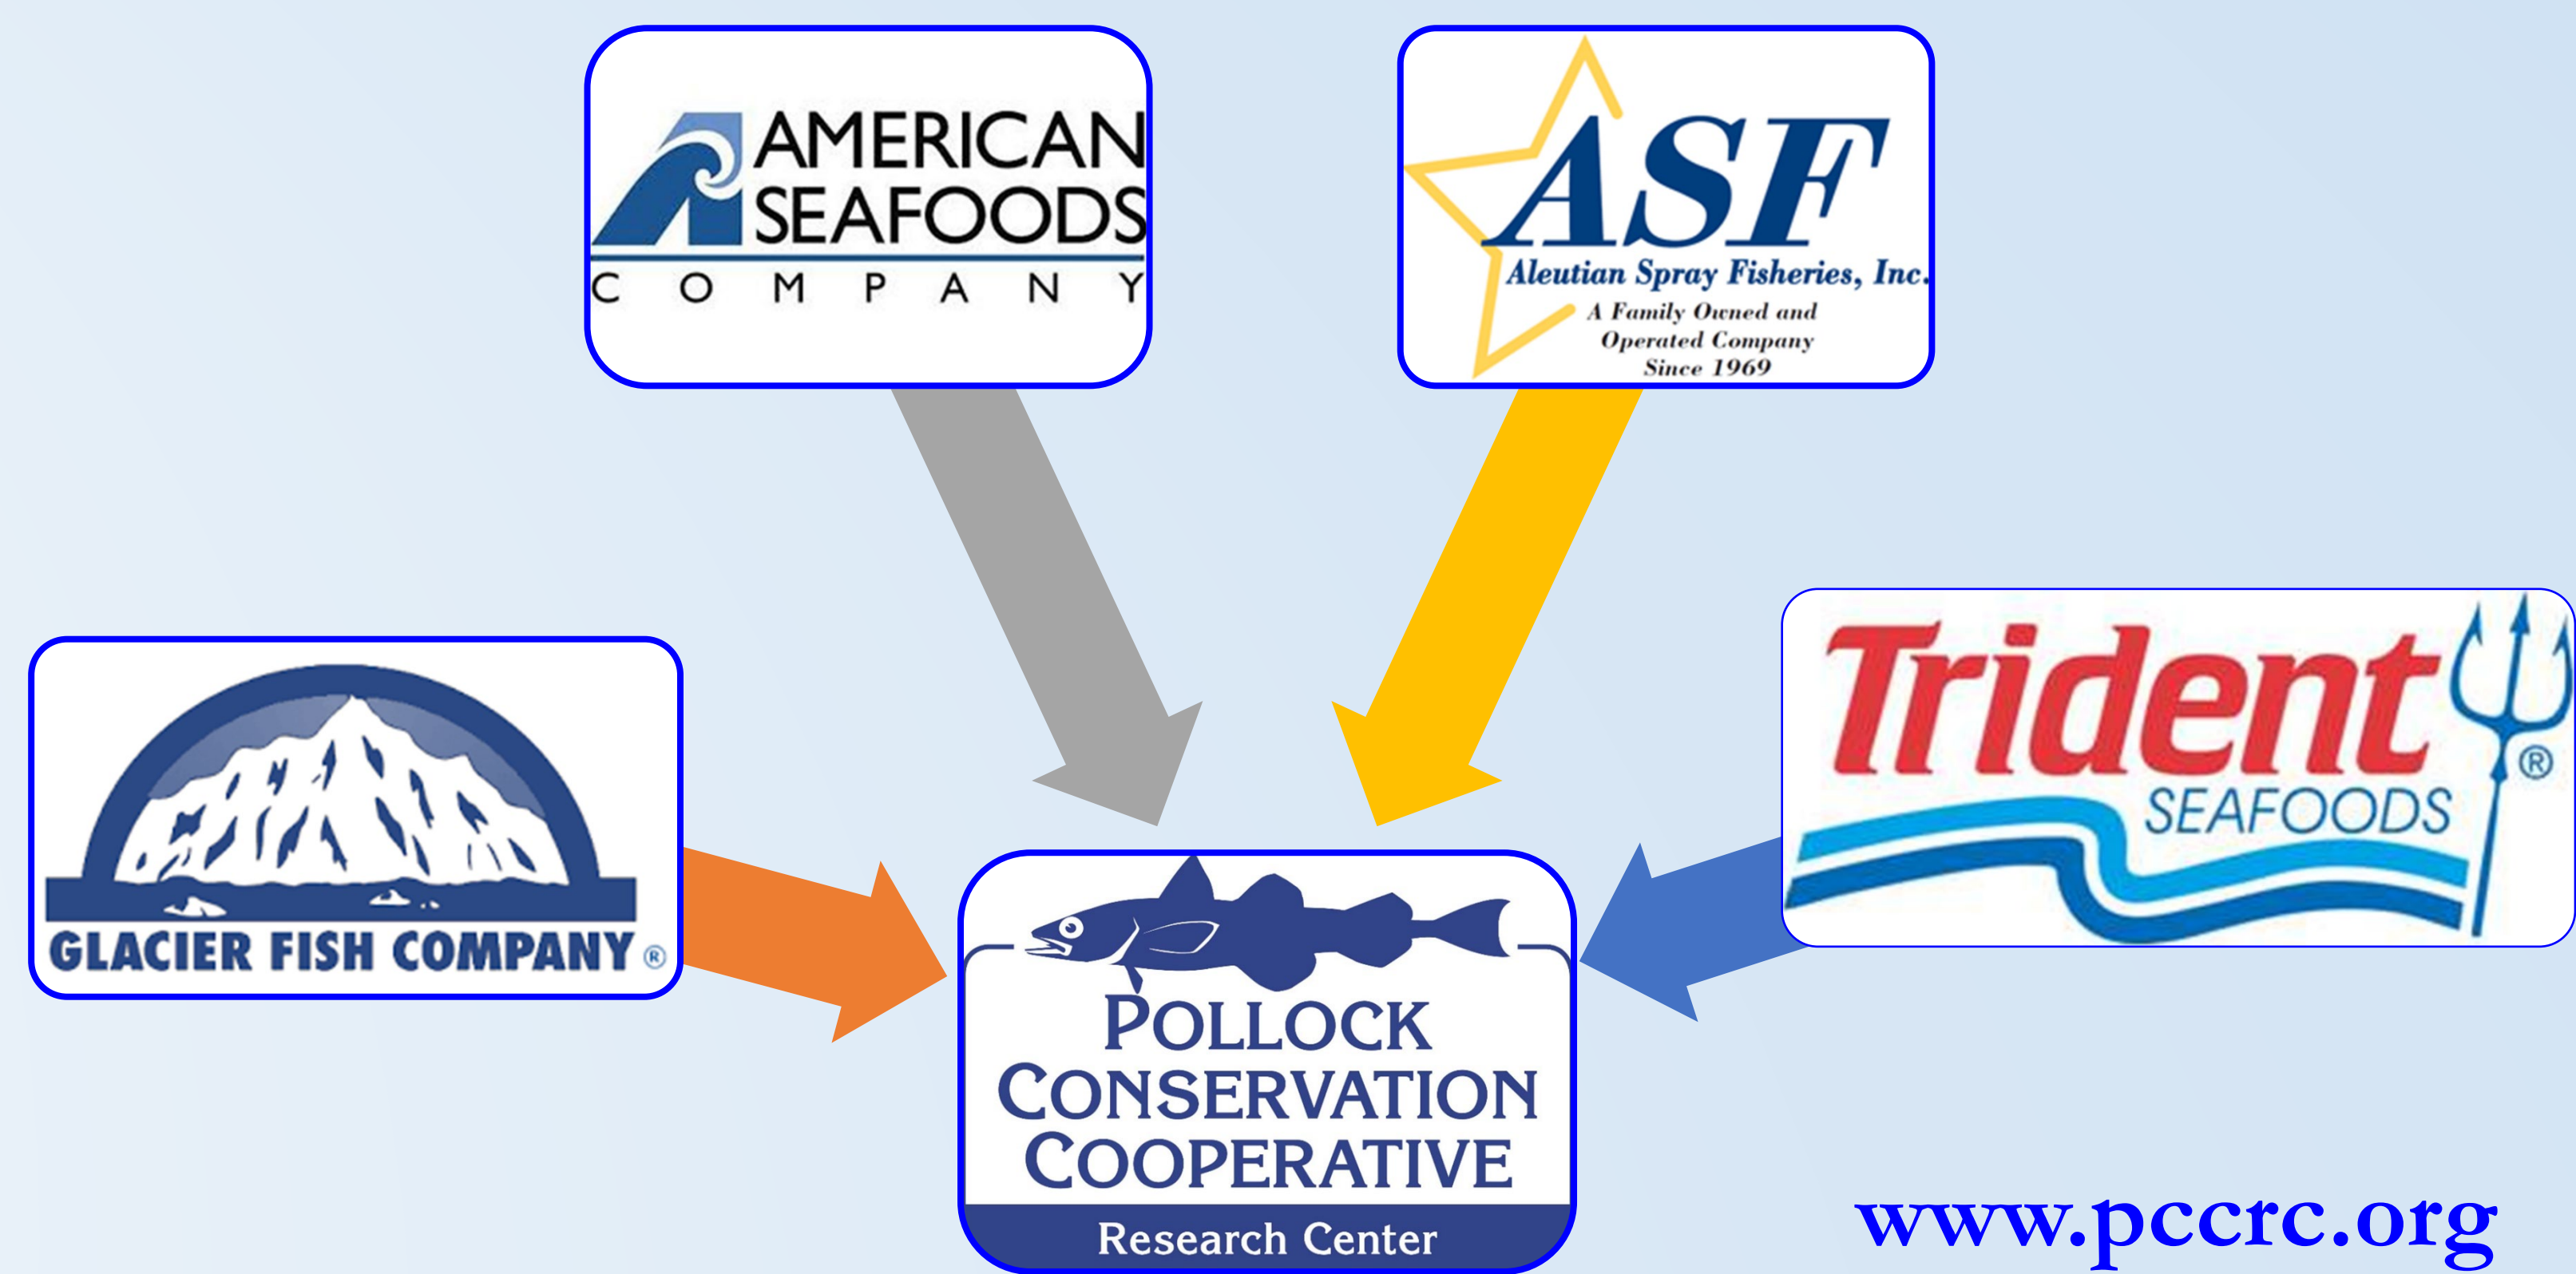 AMERICAN
SEAFOODS
COMPANY
ASF
Aleutian Spray Fisheries, Inc.
A Family Owned and
Operated Company
Since 1969
GLACIER FISH COMPANY®
Trident
SEAFOODS
®
POLLOCK
CONSERVATION
COOPERATIVE
Research Center
www.pccrc.org